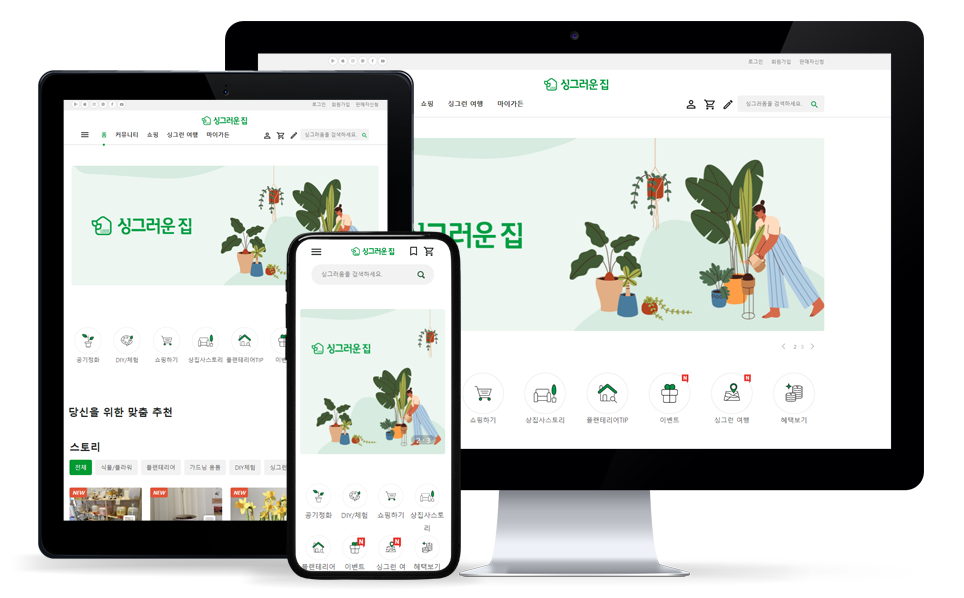 로그인 회원가입 판매자신청
싱그러운 집
쇼핑 싱그런 여행 마이가든
싱그러움을 검색하세요.
그러운 집
2
쇼핑하기 상집사스토리 플랜테리어TIP 이벤트 싱그런 여행 혜택보기
N N
로그인 회원가입 판매자신청
싱그러운 집
홈 커뮤니티 쇼핑 싱그런 여행 마이가든
싱그러움을 검색하세요.
싱그러운 집
공기정화 DIY/체험 쇼핑하기 상집사스토리 플랜테리어TIP
당신을 위한 맞춤 추천
스토리
전체 식물/플라워 플랜테리어 가드닝 용품 DIY체험 싱그런
NEW NEW NEW
싱그러운 집
싱그러움을 검색하세요.
싱그러운 집
공기정화 DIY/체험 쇼핑하기 상집사스토
리
N N
플랜테리어 이벤트 싱그런 여 혜택보기